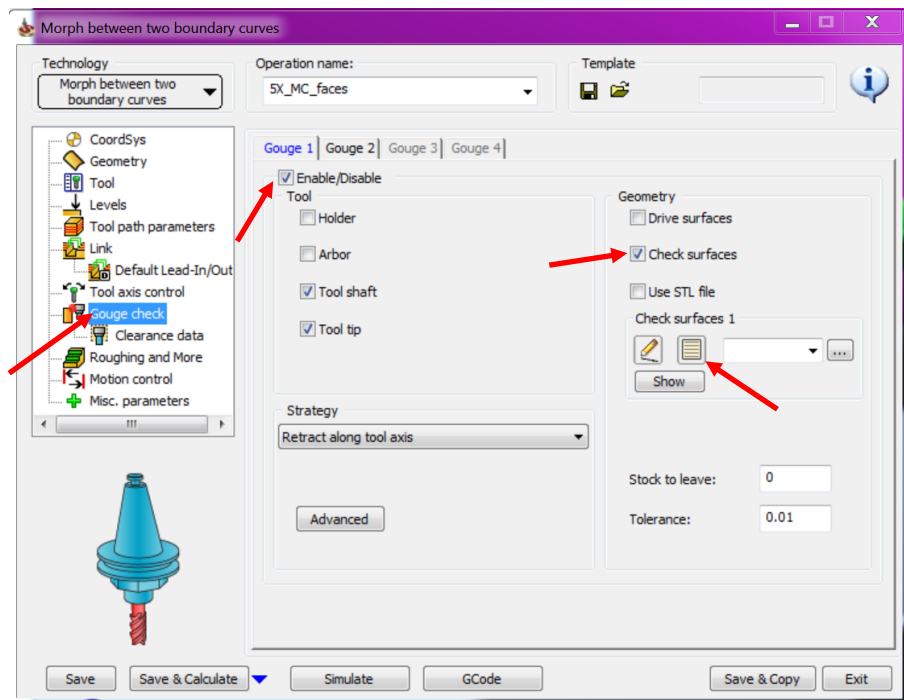 Morph between two boundary curves
Technology
Morph between two
boundary curves
Operation name:
5X_MC_faces
Template
CoordSys
Geometry
Tool
Levels
Tool path parameters
Link
Default Lead-In/Out
Tool axis control
Gouge check
Clearance data
Roughing and More
Motion control
Misc. parameters
Gouge 1
Gouge 2
Gouge 3
Gouge 4
Enable/Disable
Tool
Holder
Arbor
Tool shaft
Tool tip
Strategy
Retract along tool axis
Advanced
Geometry
Drive surfaces
Check surfaces
Use STL file
Check surfaces 1
...
Show
Stock to leave:
0
Tolerance:
0.01
Save
Save & Calculate
Simulate
GCode
Save & Copy
Exit